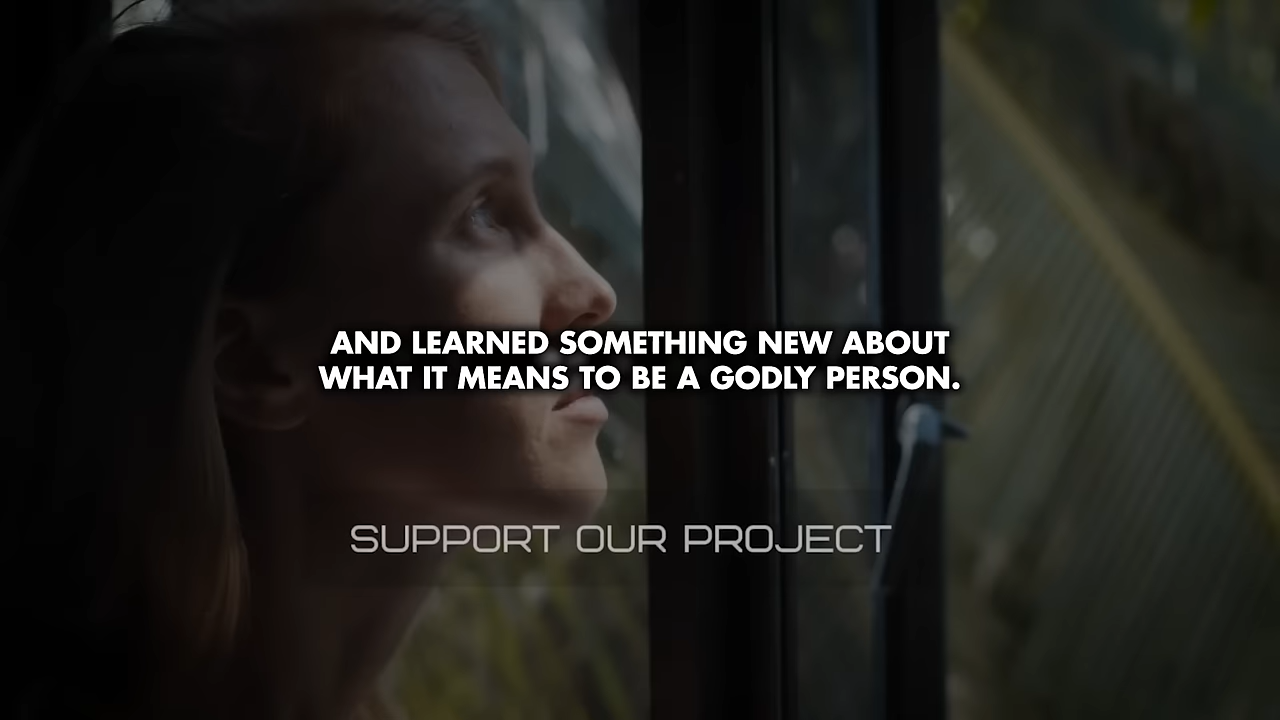 AND LEARNED SOMETHING NEW ABOUT
WHAT IT MEANS TO BE A GODLY PERSON.
SUPPORT OUR PROJECT